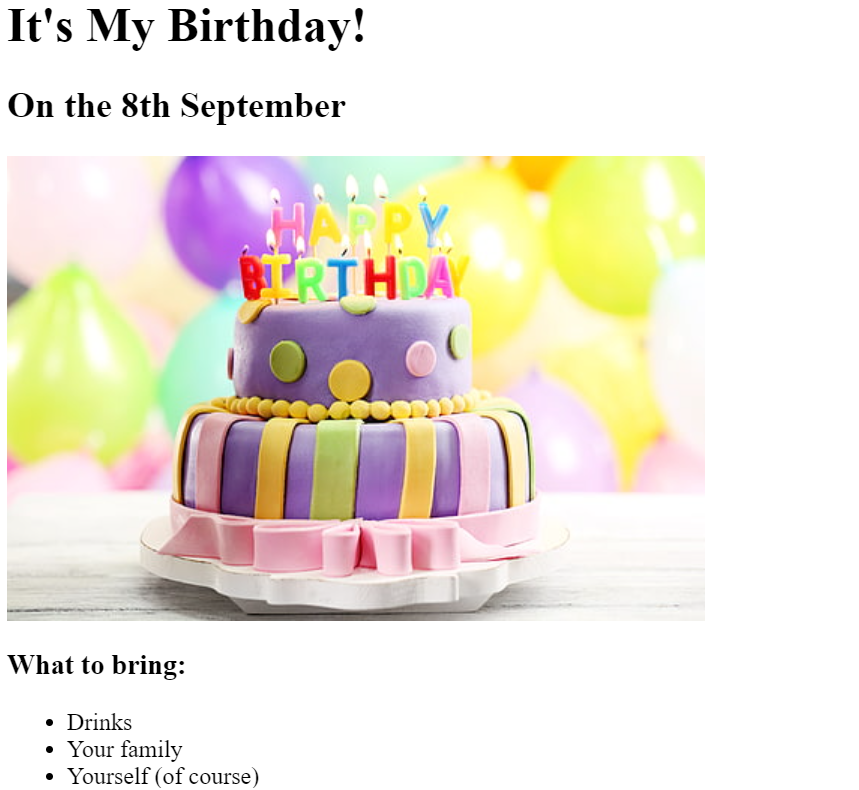 It's My Birthday!
On the 8th September
HAPPY
BIRTHDAY
What to bring:
Drinks
Your family
Yourself (of course)